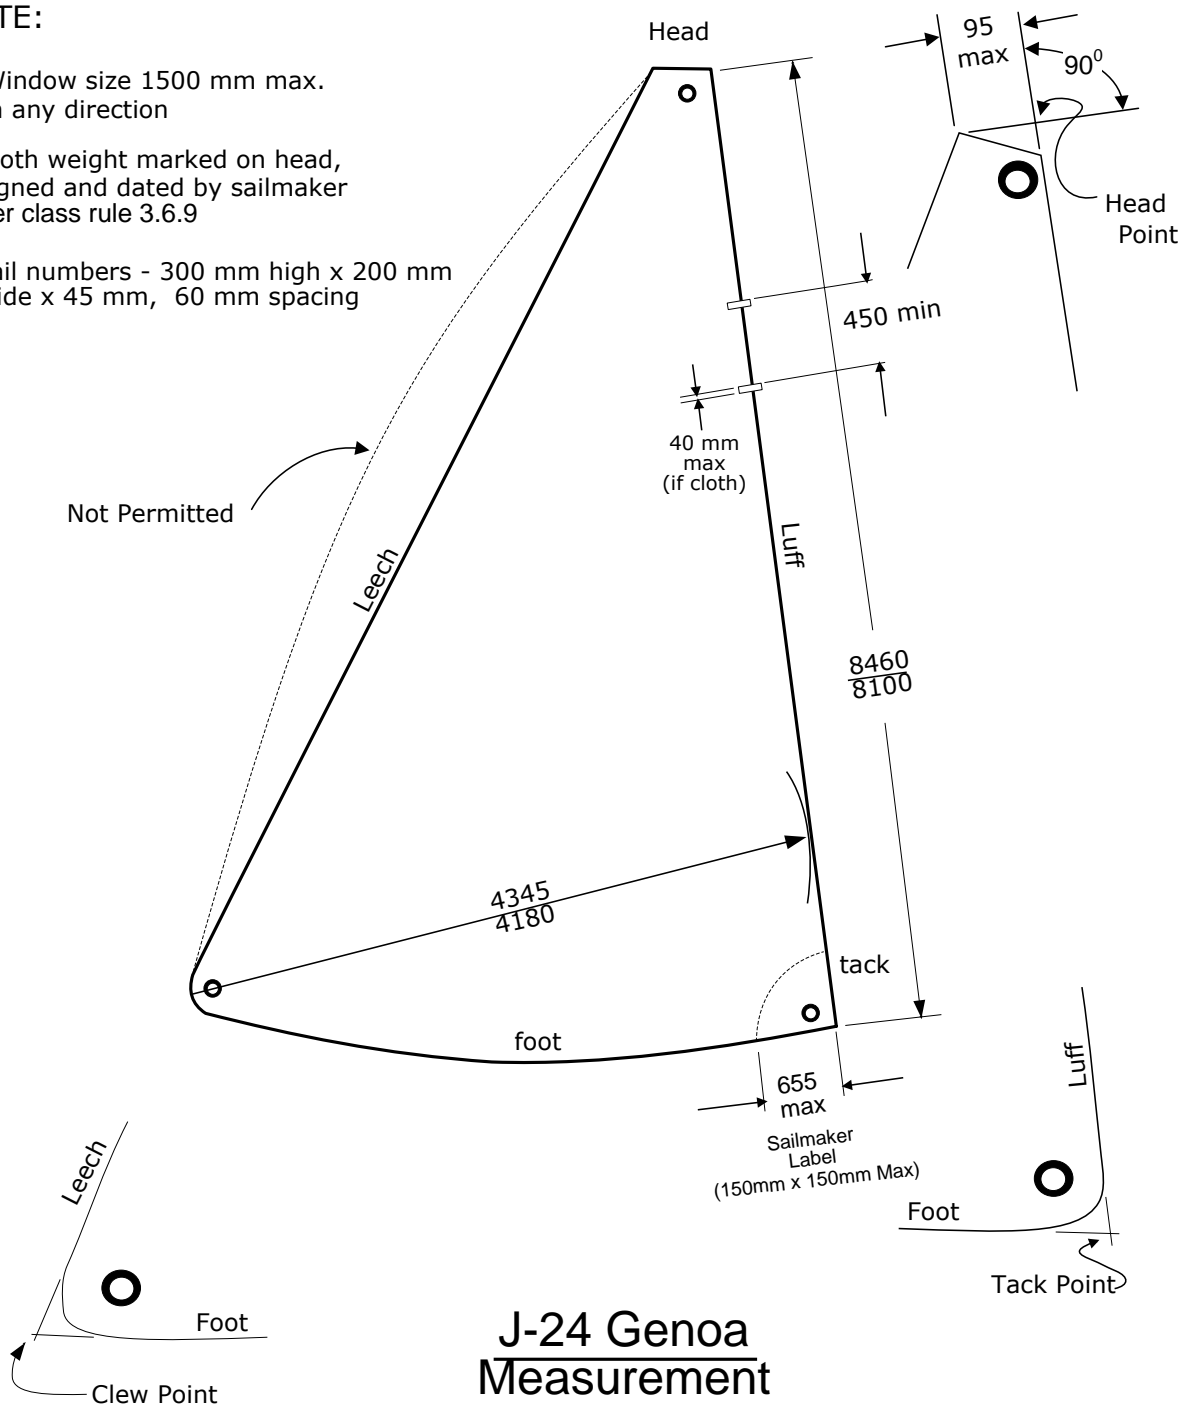 TE:
Window size 1500 mm max.
any direction
oth weight marked on head,
gned and dated by sailmaker
er class rule 3.6.9
ail numbers - 300 mm high x 200 mm
ide x 45 mm, 60 mm spacing
Head
95
max
90⁰
Head
Point
450 min
40 mm
max
(if cloth)
Not Permitted
Leech
Luff
8460
8100
4345
4180
tack
foot
655
max
Sailmaker
Label
(150mm x 150mm Max)
Luff
Foot
Tack Point
Leech
Foot
Clew Point
J-24 Genoa
Measurement